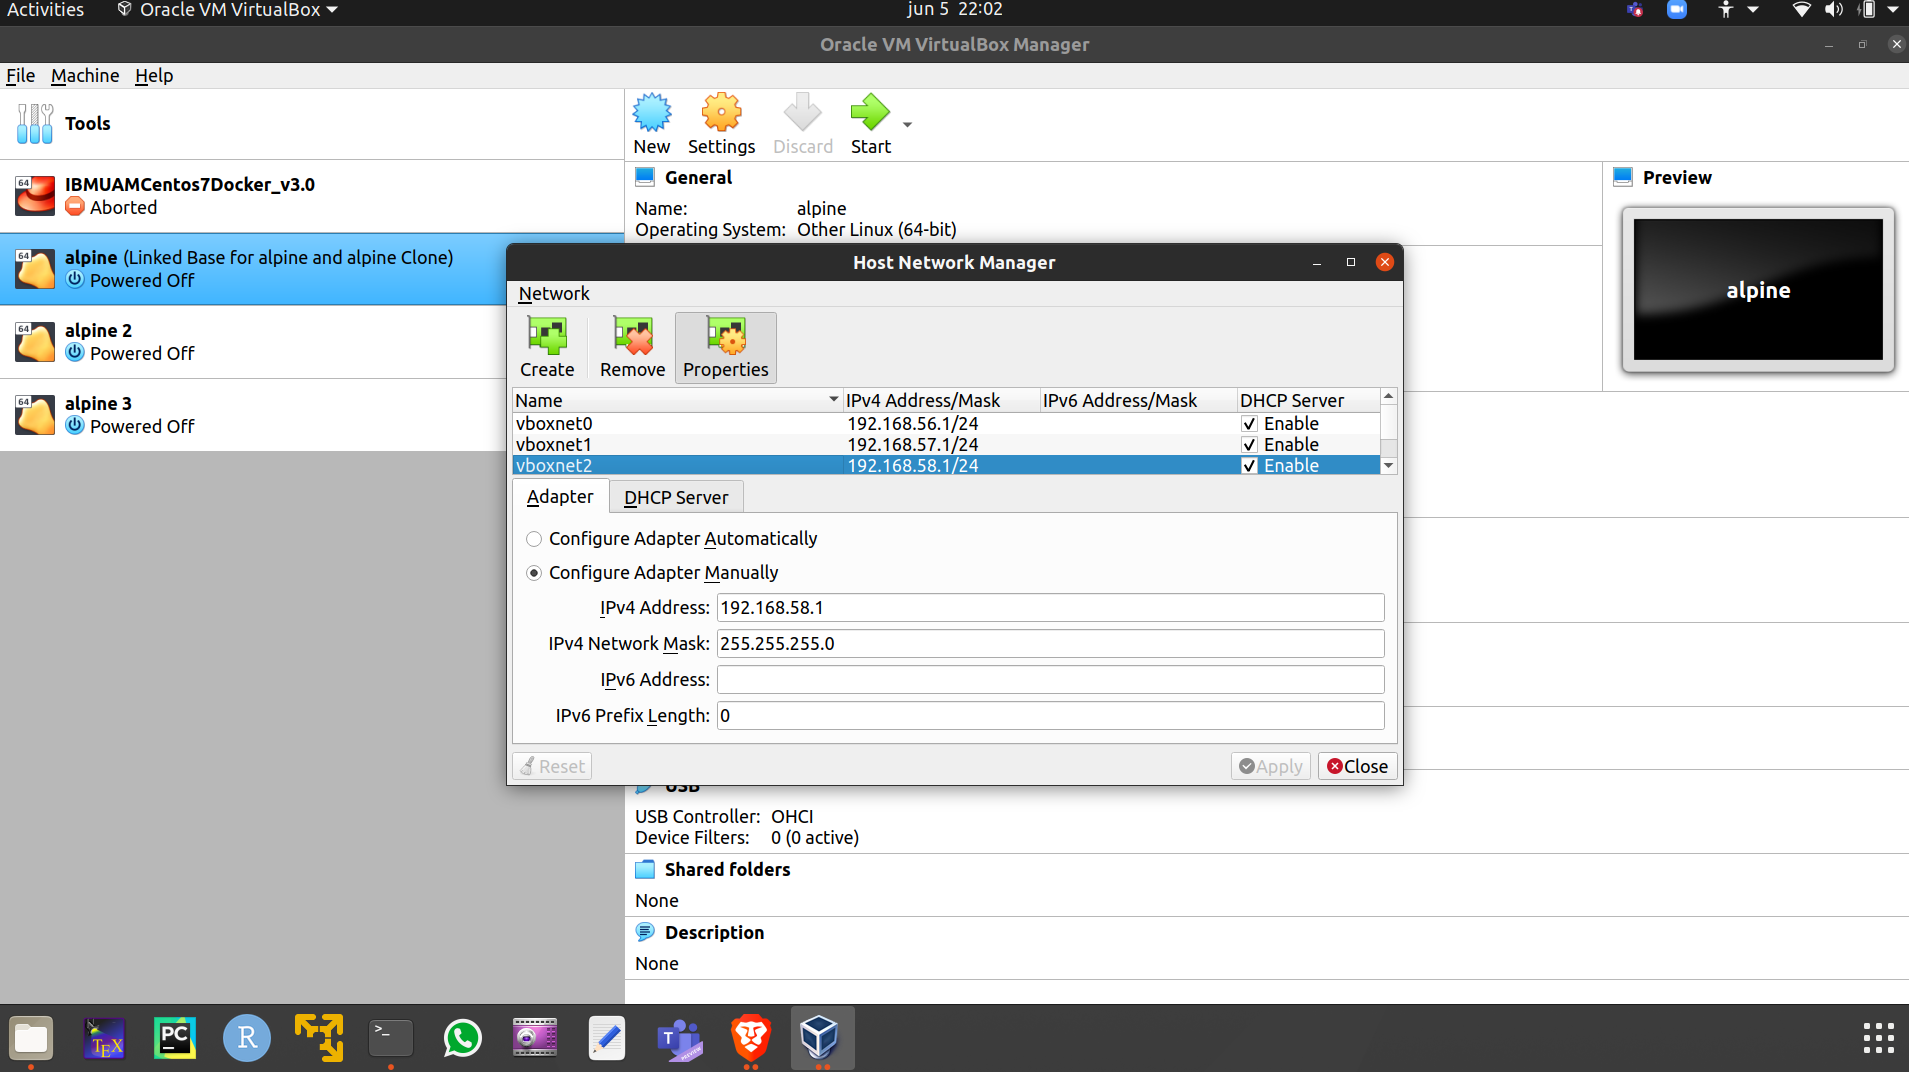 Activities Oracle VM VirtualBox jun 5 22:02
Oracle VM VirtualBox Manager
File Machine Help
Tools
New Settings Discard Start
64 IBMUAMCentos7Docker_v3.0
Aborted
64 alpine (Linked Base for alpine and alpine Clone)
Powered Off
64 alpine 2
Powered Off
64 alpine 3
Powered Off
General
Name: alpine
Operating System: Other Linux (64-bit)
Preview
alpine
Host Network Manager
Network
Create Remove Properties
Name IPv4 Address/Mask IPv6 Address/Mask DHCP Server
vboxnet0 192.168.56.1/24 Enable
vboxnet1 192.168.57.1/24 Enable
vboxnet2 192.168.58.1/24 Enable
Adapter DHCP Server
Configure Adapter Automatically
Configure Adapter Manually
IPv4 Address: 192.168.58.1
IPv4 Network Mask: 255.255.255.0
IPv6 Address:
IPv6 Prefix Length: 0
Reset Apply Close
USB
USB Controller: OHCI
Device Filters: 0 (0 active)
Shared folders
None
Description
None
TEX PC R >_ T PREVIEW